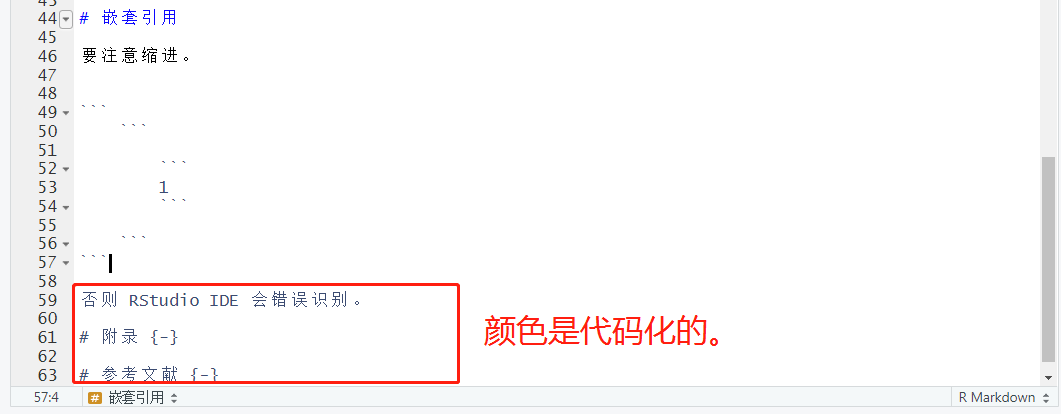 43
44 # 嵌套引用
45
46 要注意缩进。
47
48
49 ```
50 ```
51
52 ```
53 1
54 ```
55
56 ```
57 ```
58
59 否则 RStudio IDE 会错误识别。
60
61 # 附录 {-}
62
63 # 参考文献 {-}
颜色是代码化的。
57:4 # 嵌套引用 R Markdown